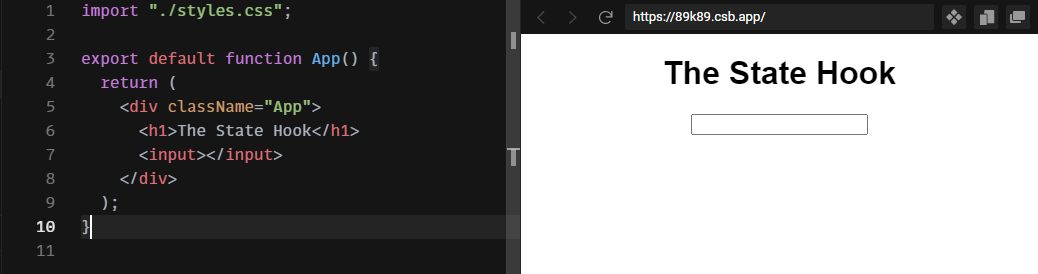 1 import "./styles.css";
2
3 export default function App() {
4 return (
5 <div className="App">
6 <h1>The State Hook</h1>
7 <input></input>
8 </div>
9 );
10 }
11
https://89k89.csb.app/
The State Hook